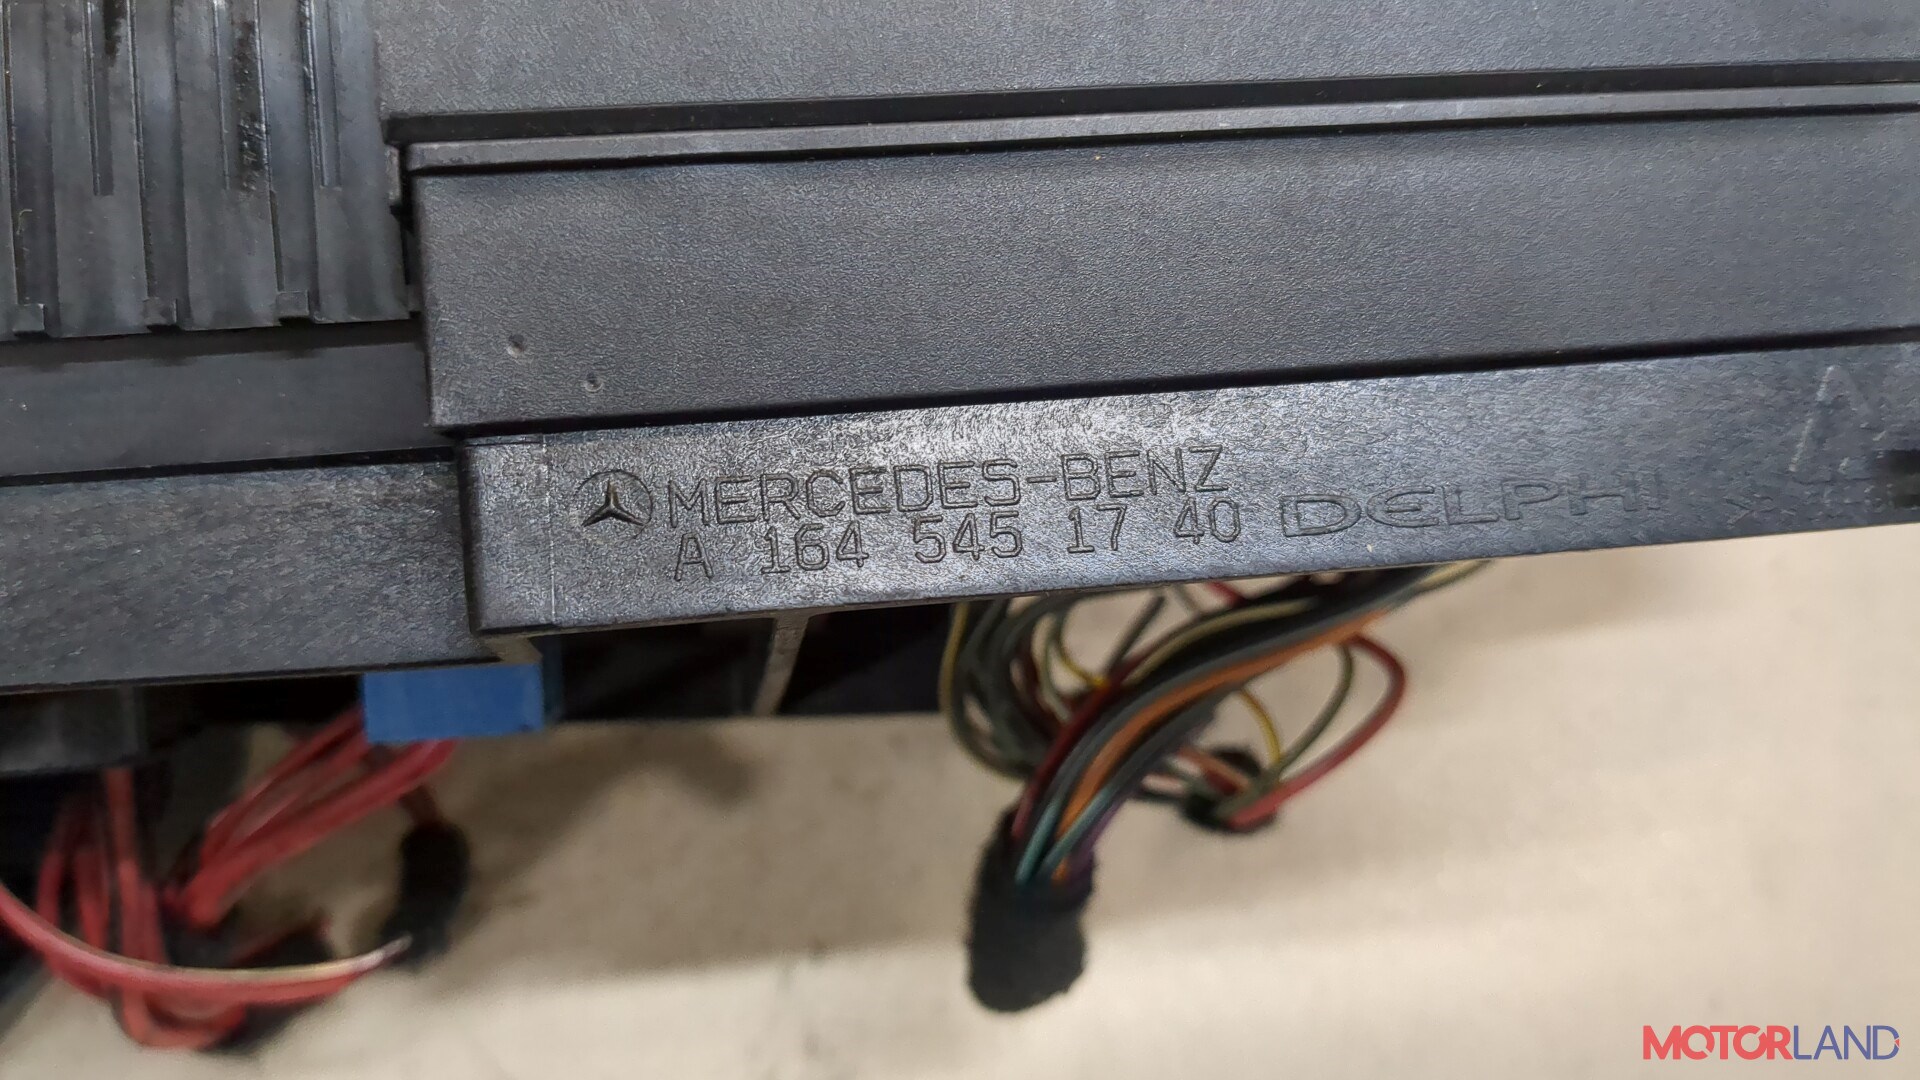 MERCEDES-BENZ
A 164 545 17 40 DELPHI
MOTORLAND